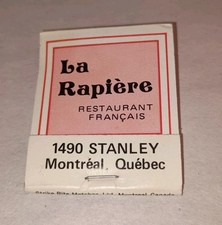 La
Rapière
RESTAURANT
FRANÇAIS
1490 STANLEY
Montréal, Québec